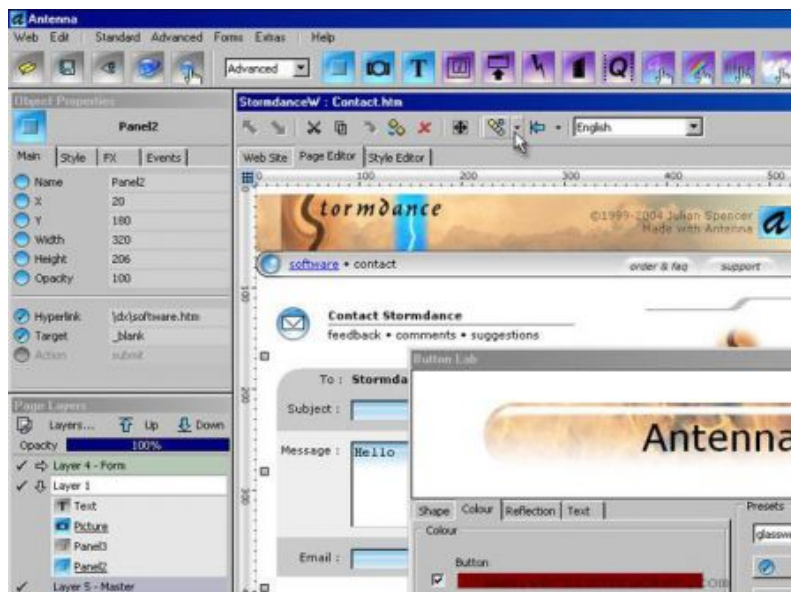 Antenna
Web Edit Standard Advanced Forms Extras Help
Advanced
Object Properties
Panel2
Main Style FX Events
Name Panel2
X 20
Y 180
Width 320
Height 206
Opacity 100
Hyperlink \dx\software.htm
Target _blank
Action submit
Page Layers
Layers... Up Down
Opacity 100%
Layer 4 - Form
Layer 1
Text
Picture
Panel3
Panel2
Layer 5 - Master
StormdanceW : Contact.htm
English
Web Site Page Editor Style Editor
0 100 200 300 400 500
Stormdance
©1999-2004 Julian Spencer
Made with Antenna
software • contact
order & faq support
Contact Stormdance
feedback • comments • suggestions
To : Stormda
Subject :
Message : Hello
Email :
Button Lab
Antenna
Shape Colour Reflection Text
Presets
Colour
glassw
Button